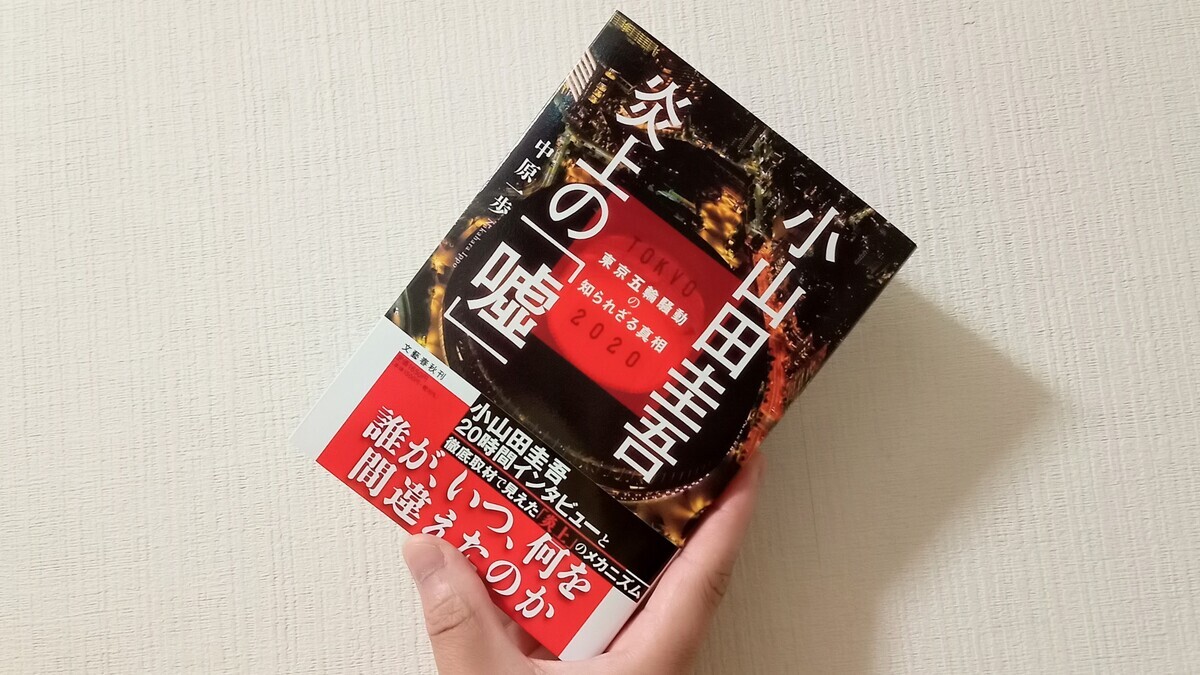 小山田圭吾
炎上の「嘘」
TOKYO
東京五輪騒動
の
知られざる真相
2020
中原一歩
Nakahara Ippo
文藝春秋刊
小山田圭吾
20時間インタビューと
徹底取材で見えた「炎上」のメカニズム
誰が、いつ、何を
間違えたのか